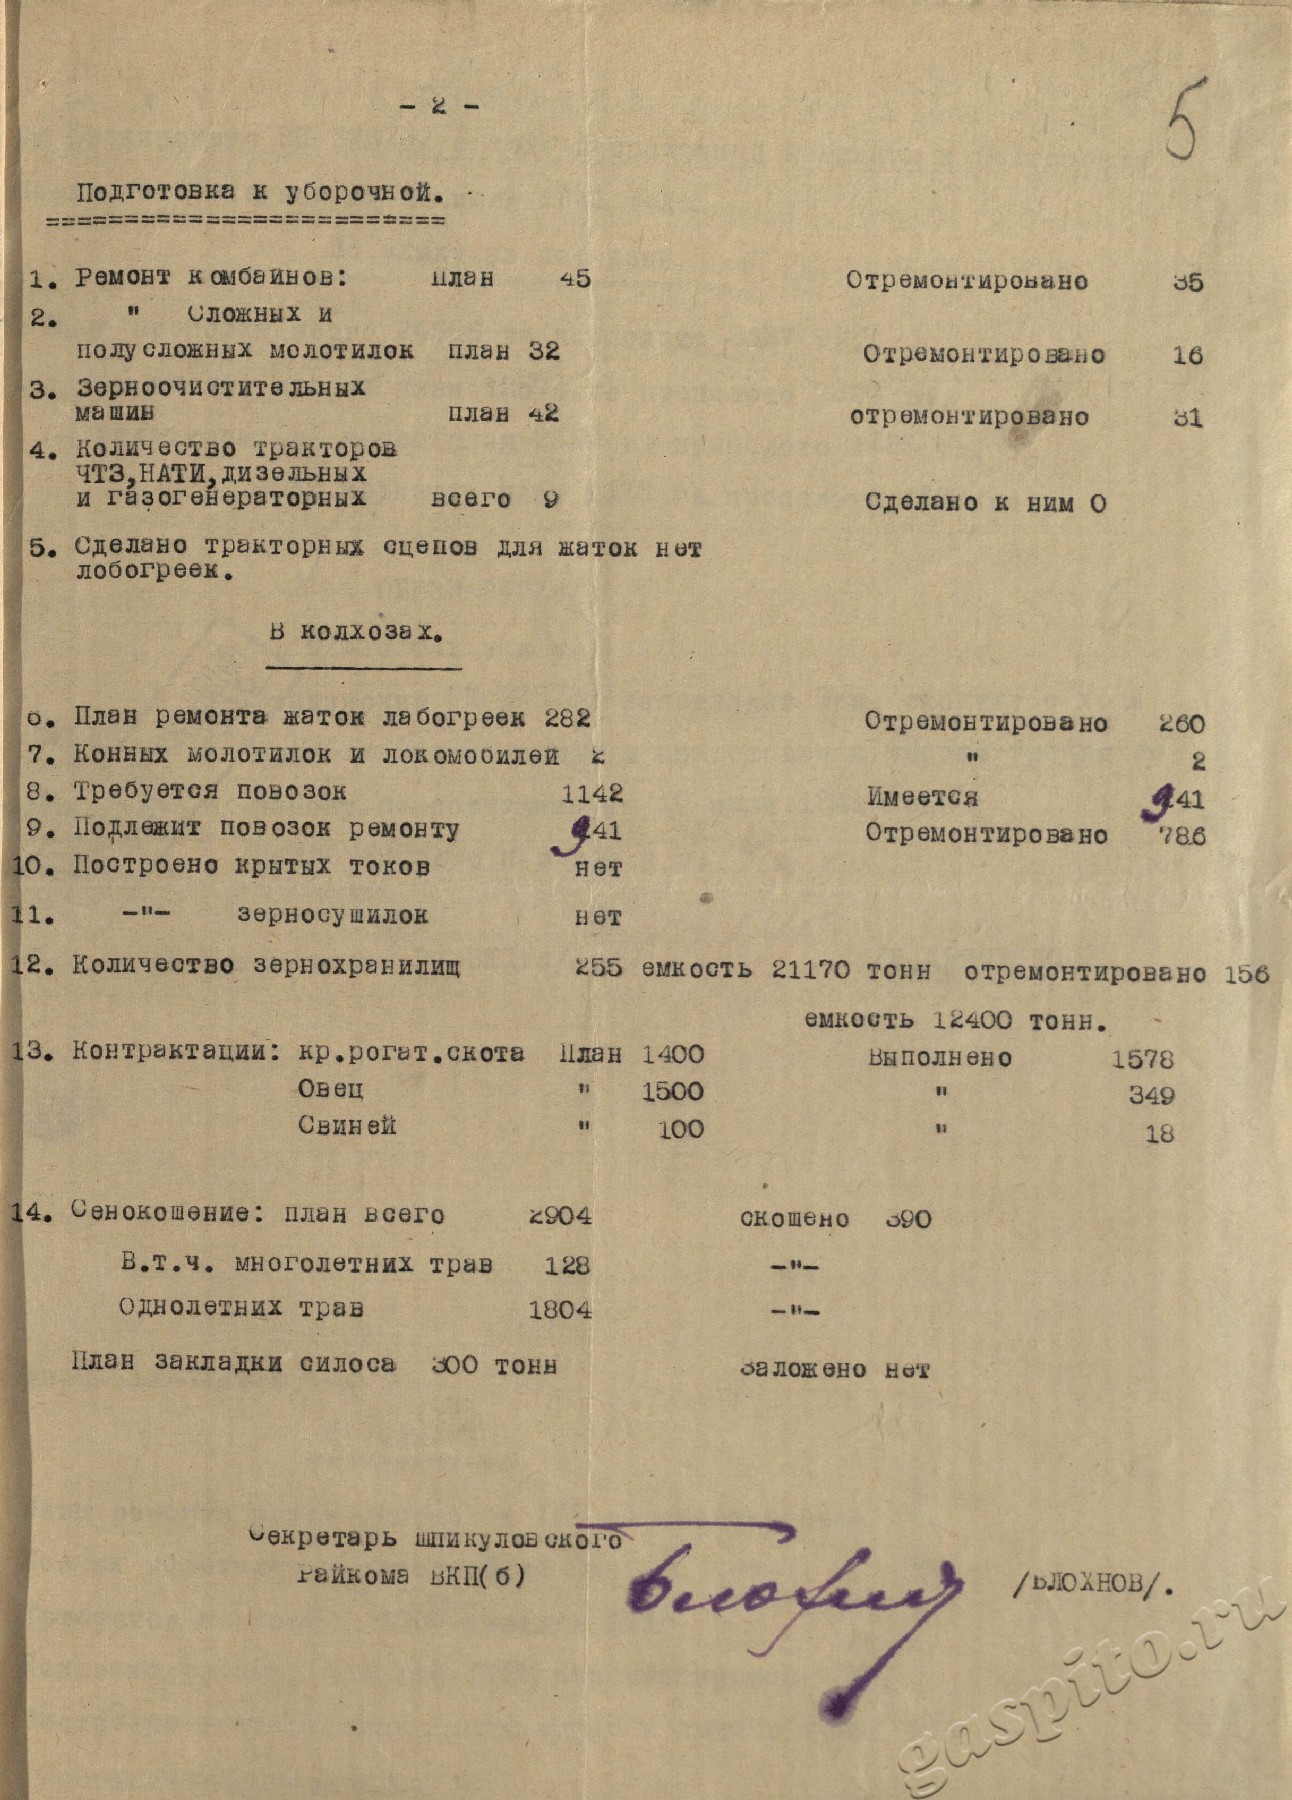 - 2 -
5
Подготовка к уборочной.
=========================
1. Ремонт комбайнов: План 45 Отремонтировано 35
2. " Сложных и
полусложных молотилок план 32 Отремонтировано 16
3. Зерноочистительных
машин план 42 отремонтировано 31
4. Количество тракторов
ЧТЗ,НАТИ,дизельных
и газогенераторных всего 9 Сделано к ним 0
5. Сделано тракторных сцепов для жаток нет
лобогреек.
В колхозах.
6. План ремонта жаток лабогреек 282 Отремонтировано 260
7. Конных молотилок и локомобилей 2 " 2
8. Требуется повозок 1142 Имеется 941
9. Подлежит повозок ремонту 941 Отремонтировано 786
10. Построено крытых токов нет
11. -"- зерносушилок нет
12. Количество зернохранилищ 255 емкость 21170 тонн отремонтировано 156
емкость 12400 тонн.
13. Контрактации: кр.рогат.скота План 1400 Выполнено 1578
Овец " 1500 " 349
Свиней " 100 " 18
14. Сенокошение: план всего 2904 скошено 390
В.т.ч. многолетних трав 128 -"-
Однолетних трав 1804 -"-
План закладки силоса 300 тонн Заложено нет
Секретарь шпикуловского
Райкома ВКП(б) /БЛОХНОВ/.
gaspito.ru